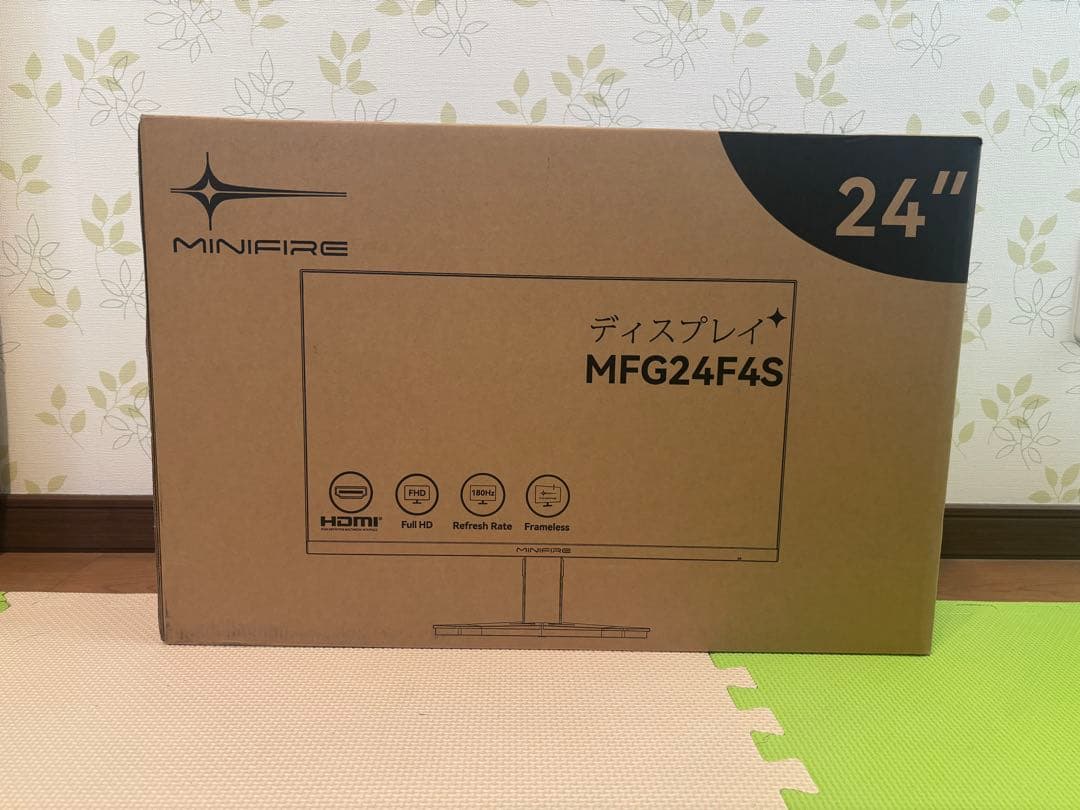 MINIFIRE
24"
ディスプレイ
MFG24F4S
FHD
180Hz
HDMI
Full HD
Refresh Rate
Frameless
MINIFIRE